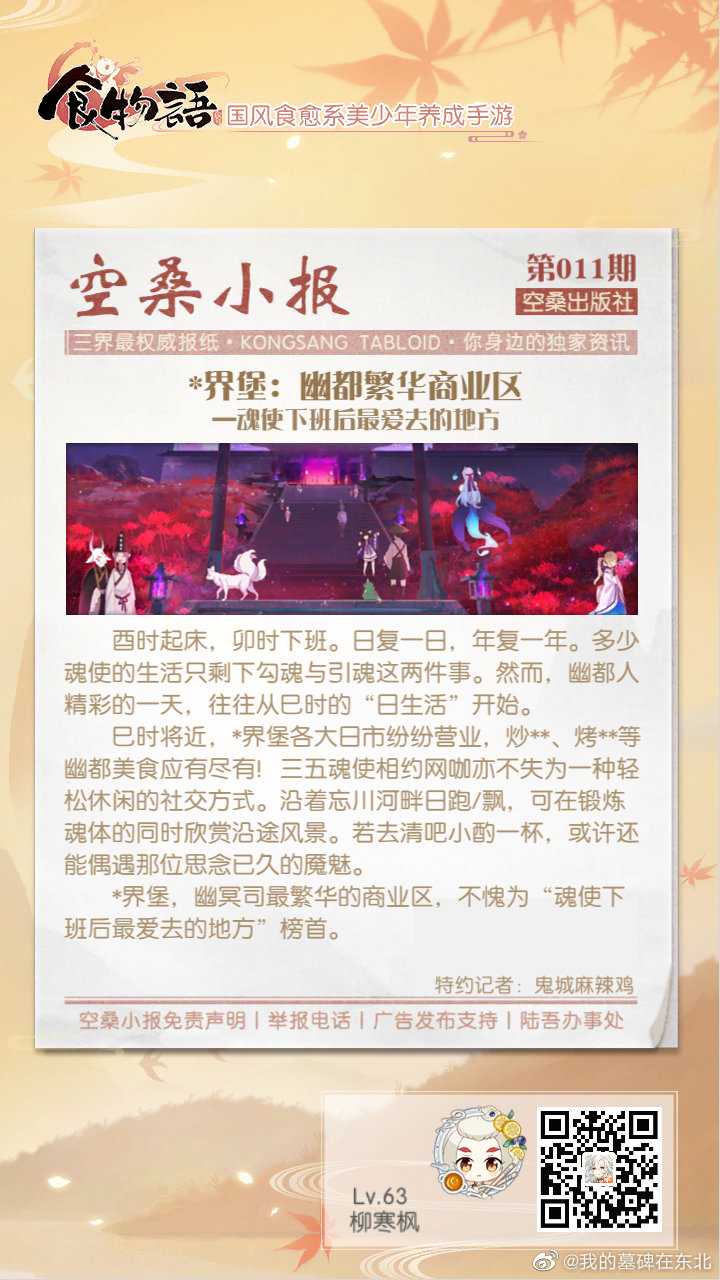 食物語
国风食愈系美少年养成手游
空桑小报
第011期
空桑出版社
三界最权威报纸·KONGSANG TABLOID·你身边的独家资讯
*界堡：幽都繁华商业区
—魂使下班后最爱去的地方
酉时起床，卯时下班。日复一日，年复一年。多少
魂使的生活只剩下勾魂与引魂这两件事。然而，幽都人
精彩的一天，往往从巳时的“日生活”开始。
巳时将近，*界堡各大日市纷纷营业，炒**、烤**等
幽都美食应有尽有！三五魂使相约网咖亦不失为一种轻
松休闲的社交方式。沿着忘川河畔日跑/飘，可在锻炼
魂体的同时欣赏沿途风景。若去清吧小酌一杯，或许还
能偶遇那位思念已久的魇魅。
*界堡，幽冥司最繁华的商业区，不愧为“魂使下
班后最爱去的地方”榜首。
特约记者：鬼城麻辣鸡
空桑小报免责声明丨举报电话丨广告发布支持丨陆吾办事处
Lv.63
柳寒枫
@我的墓碑在东北